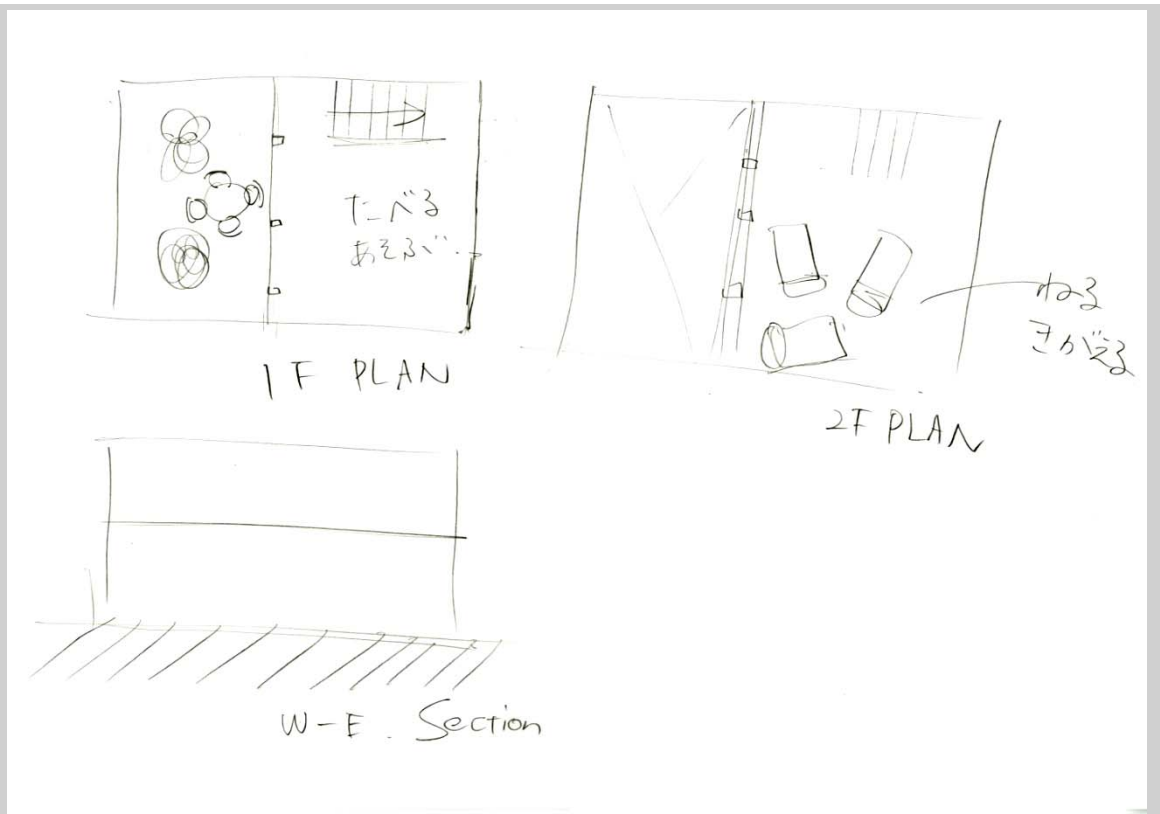 たべる
あそぶ
1F PLAN
ねる
きがえる
2F PLAN
W-E. Section